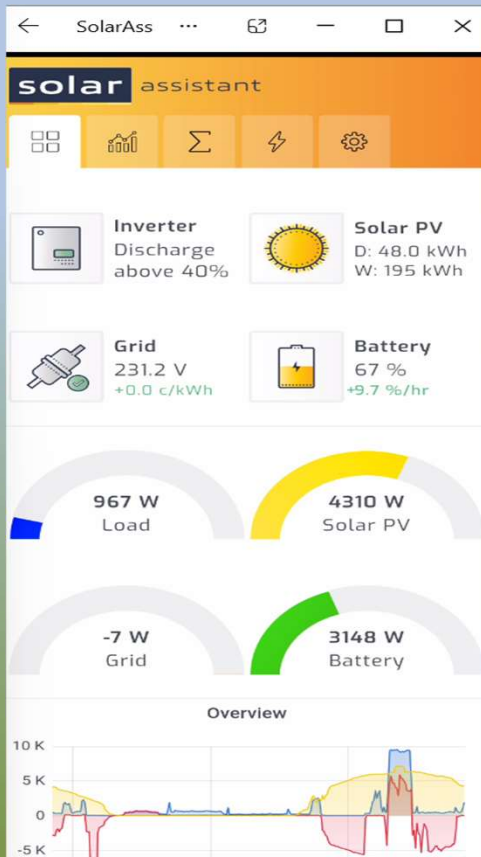 SolarAss ...
solar assistant
Inverter
Discharge
above 40%
Solar PV
D: 48.0 kWh
W: 195 kWh
Grid
231.2 V
+0.0 c/kWh
Battery
67 %
+9.7 %/hr
967 W
Load
4310 W
Solar PV
-7 W
Grid
3148 W
Battery
Overview
10 K
5 K
0
-5 K